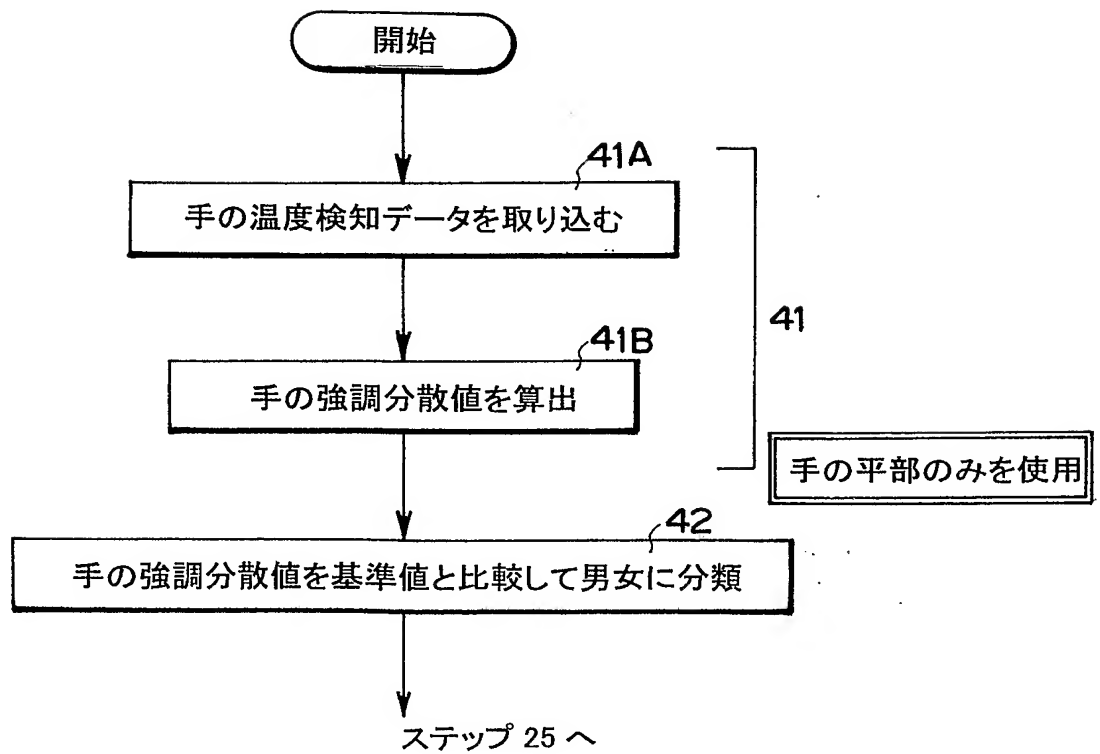 開始
41A
手の温度検知データを取り込む
41
41B
手の強調分散値を算出
手の平部のみを使用
42
手の強調分散値を基準値と比較して男女に分類
ステップ 25 へ